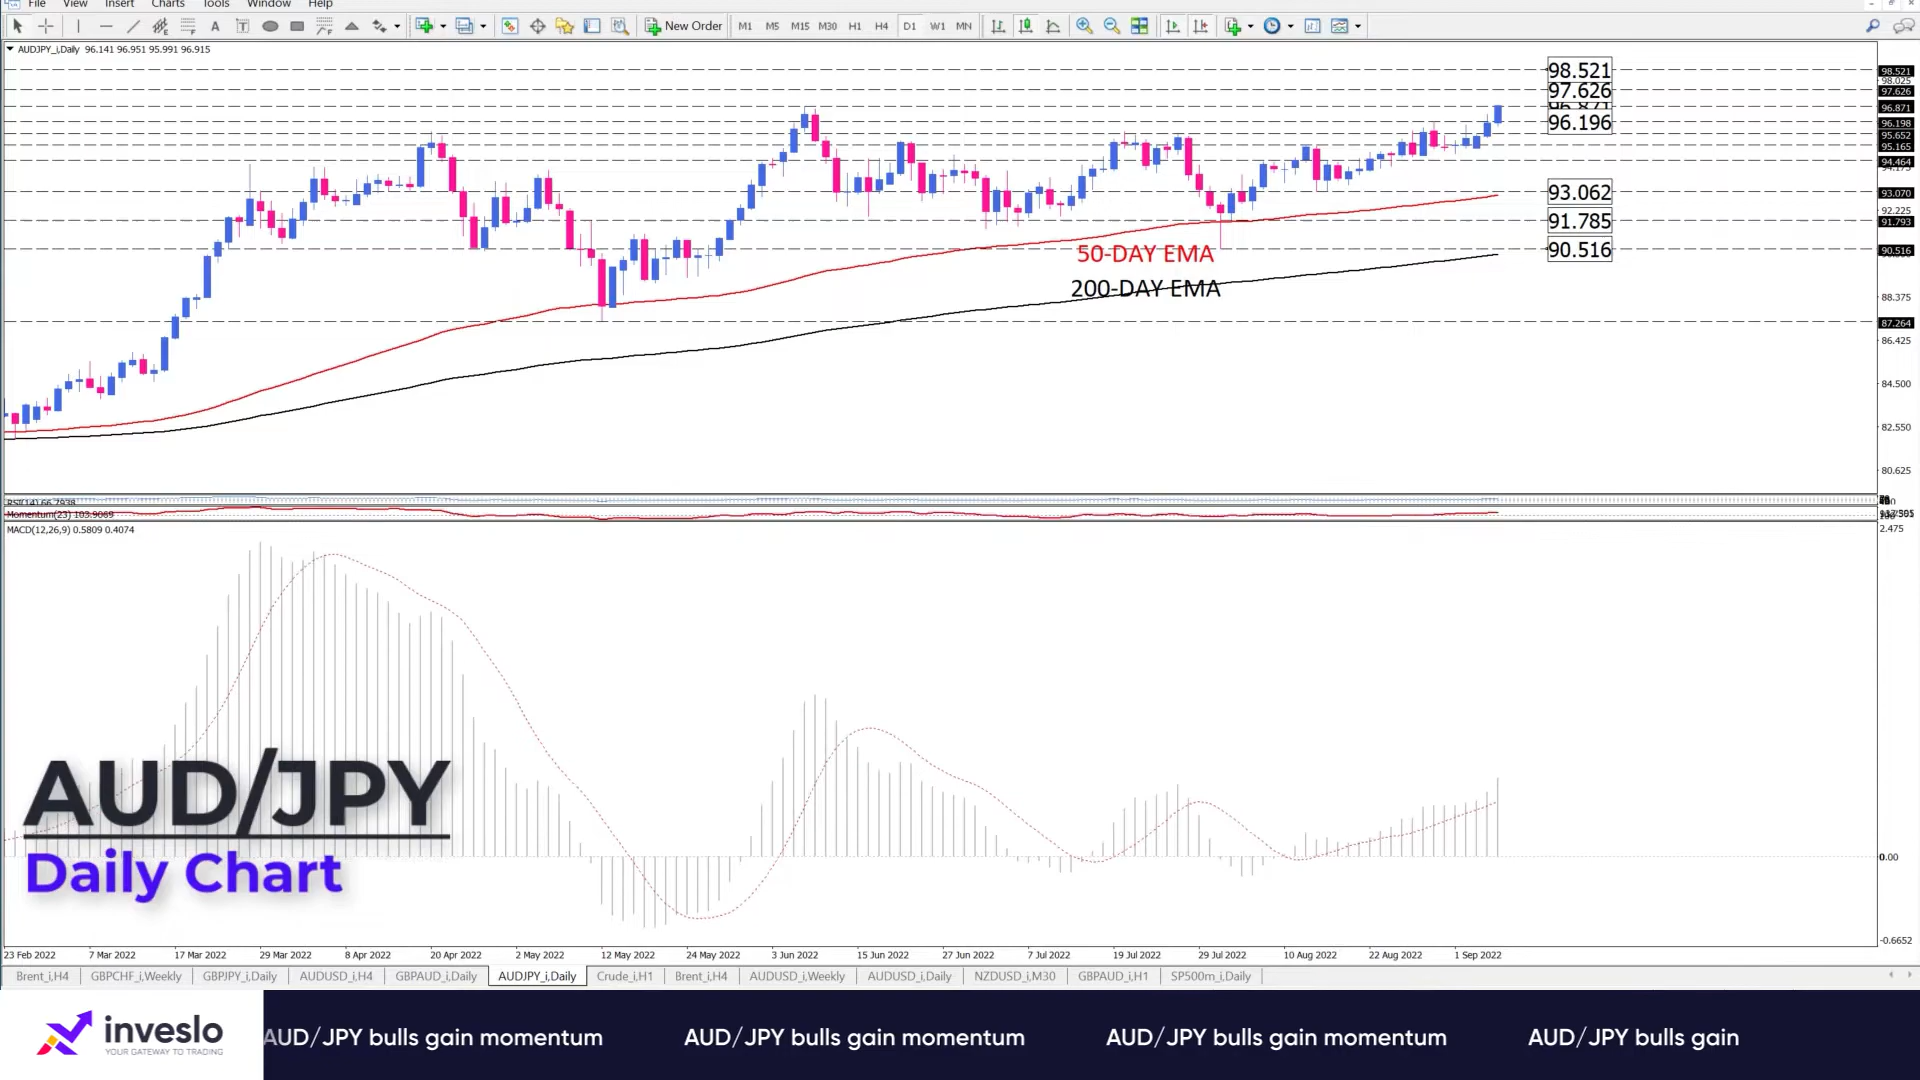 File View Insert Charts Tools Window Help
New Order M1 M5 M15 M30 H1 H4 D1 W1 MN
AUDJPY_i,Daily 96.141 96.951 95.991 96.915
98.521
97.626
96.871
96.196
93.062
91.785
90.516
50-DAY EMA
200-DAY EMA
98.521
98.025
97.626
96.871
96.198
95.652
95.165
94.464
94.175
93.070
92.225
91.793
90.516
88.375
87.264
86.425
84.500
82.550
80.625
RSI(14) 66.7938
Momentum(23) 103.9069
MACD(12,26,9) 0.5809 0.4074
2.475
0.00
-0.6652
AUD/JPY
Daily Chart
23 Feb 2022 7 Mar 2022 17 Mar 2022 29 Mar 2022 8 Apr 2022 20 Apr 2022 2 May 2022 12 May 2022 24 May 2022 3 Jun 2022 15 Jun 2022 27 Jun 2022 7 Jul 2022 19 Jul 2022 29 Jul 2022 10 Aug 2022 22 Aug 2022 1 Sep 2022
Brent_i,H4 GBPCHF_i,Weekly GBPJPY_i,Daily AUDUSD_i,H4 GBPAUD_i,Daily AUDJPY_i,Daily Crude_i,H1 Brent_i,H4 AUDUSD_i,Weekly AUDUSD_i,Daily NZDUSD_i,M30 GBPAUD_i,H1 SP500m_i,Daily
inveslo
YOUR GATEWAY TO TRADING
AUD/JPY bulls gain momentum AUD/JPY bulls gain momentum AUD/JPY bulls gain momentum AUD/JPY bulls gain